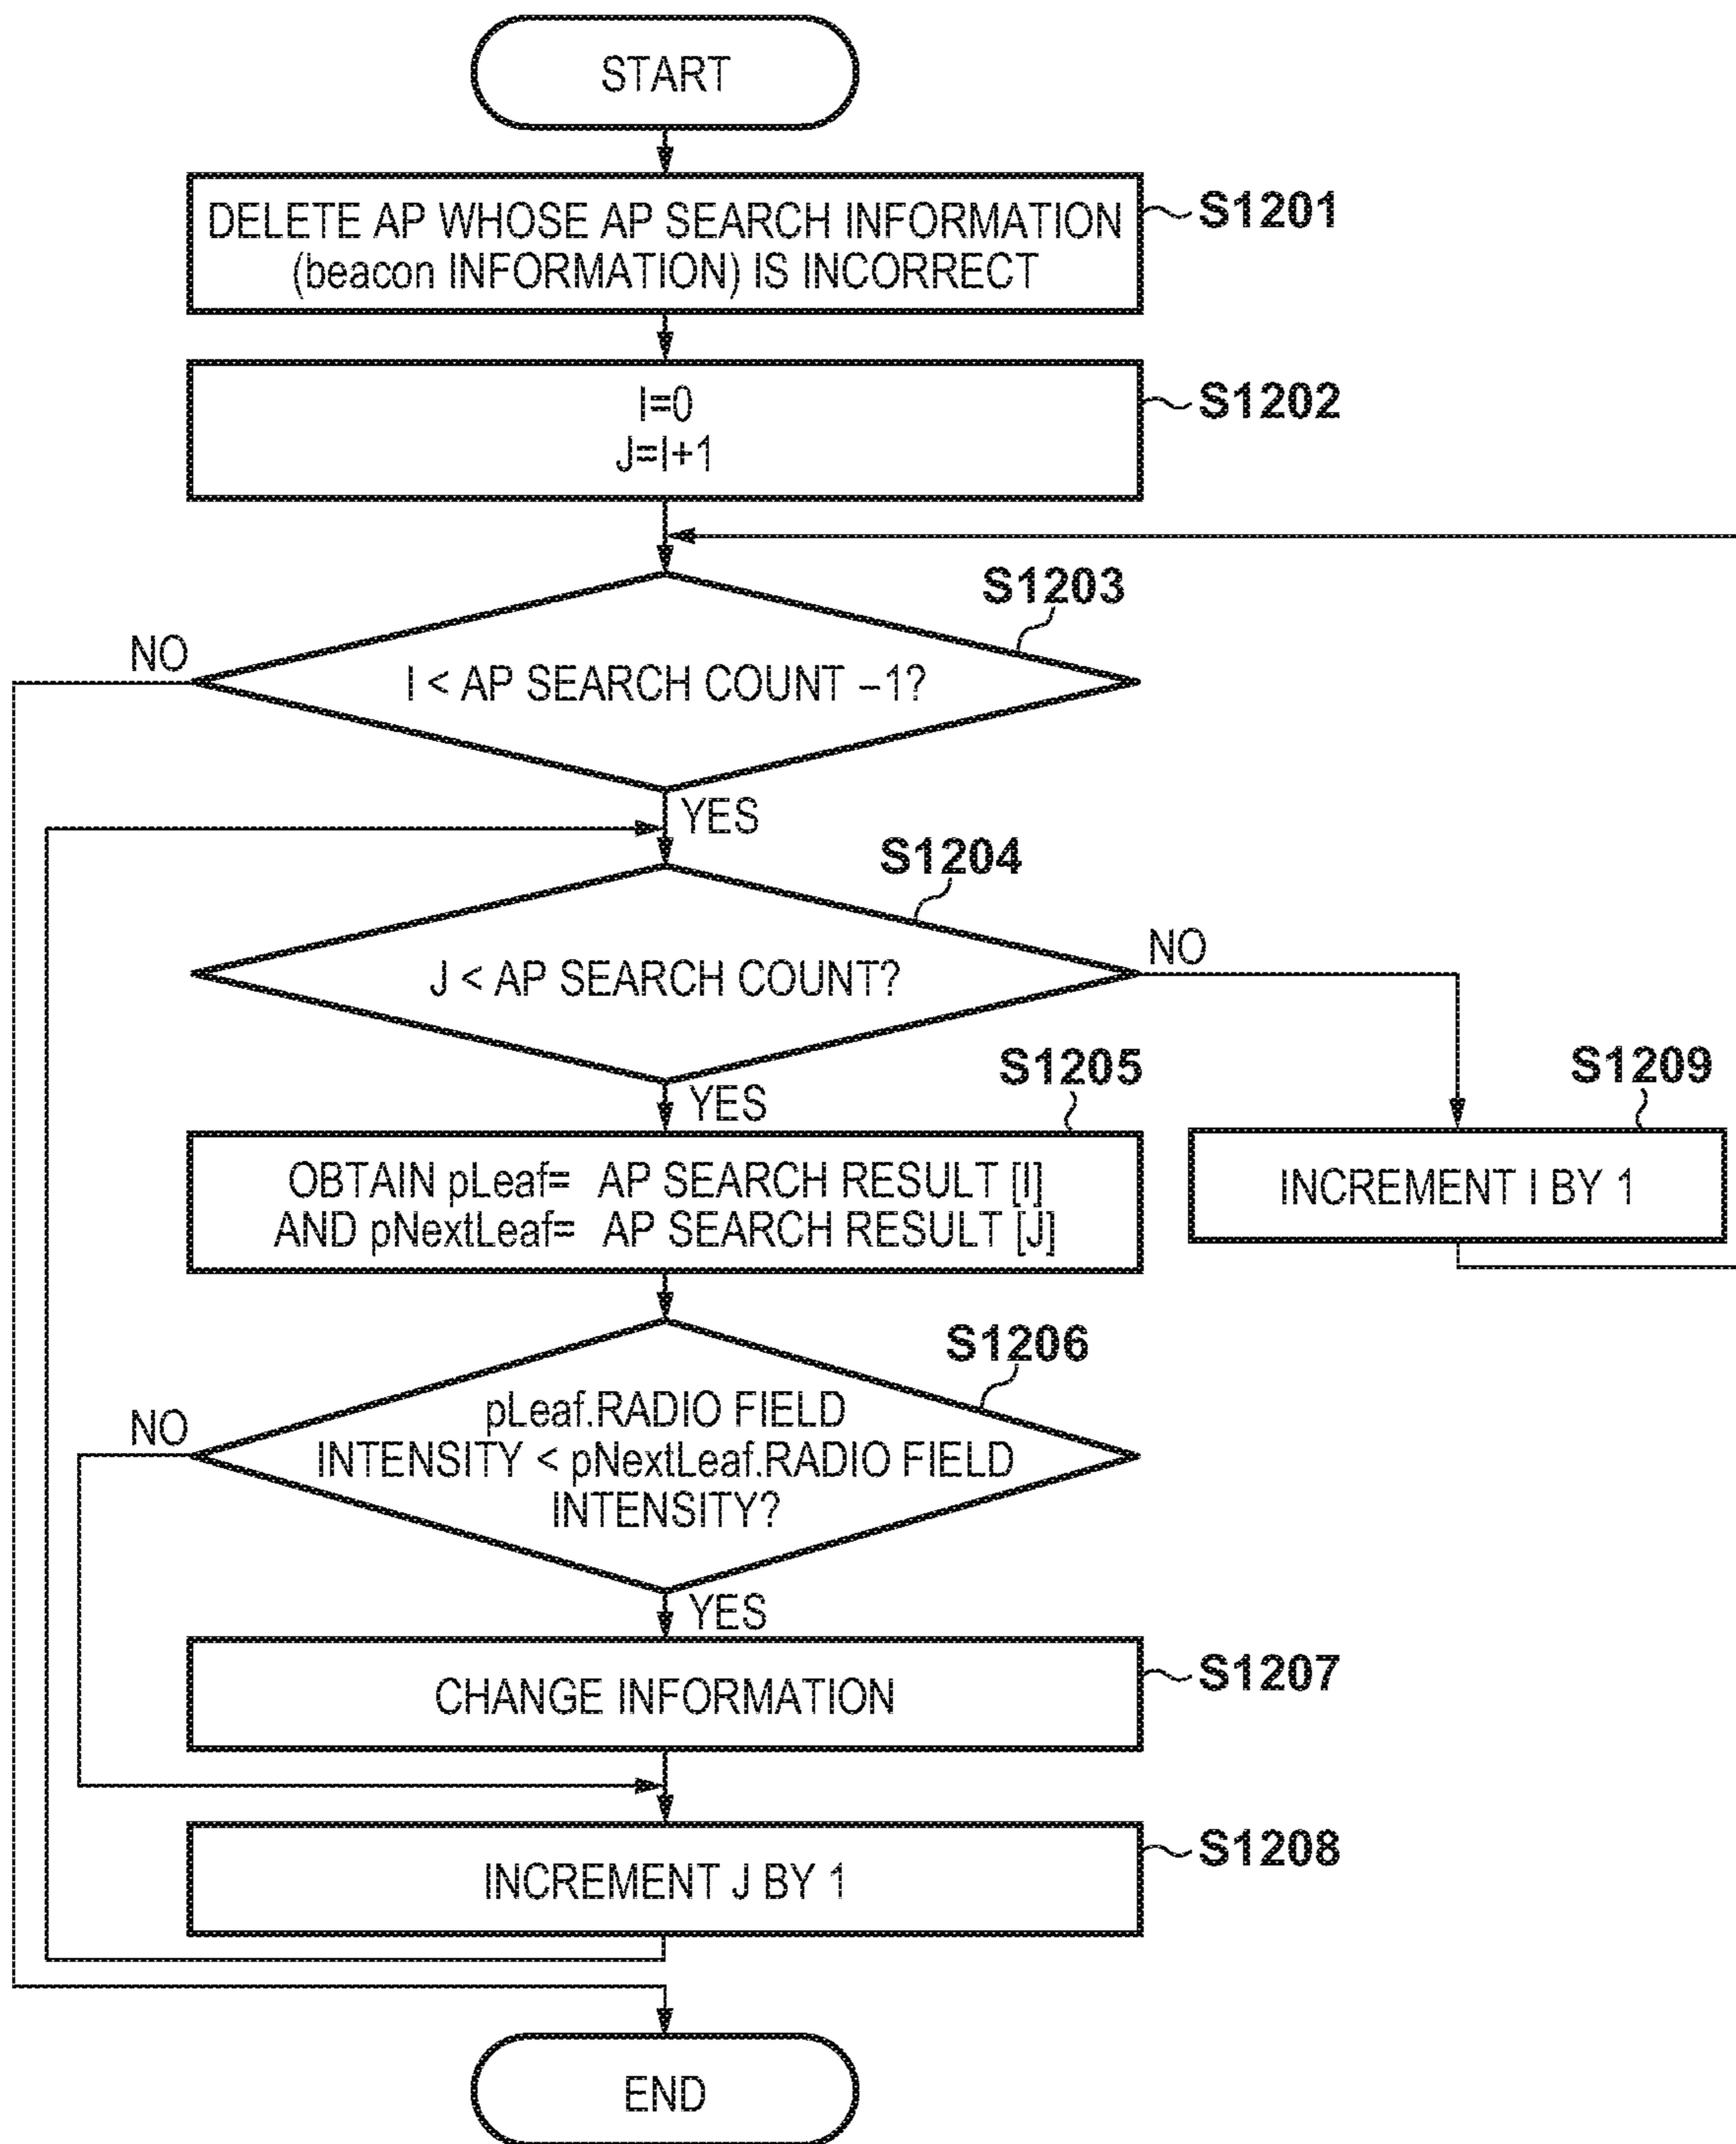 START
DELETE AP WHOSE AP SEARCH INFORMATION
(beacon INFORMATION) IS INCORRECT
S1201
I=0
J=I+1
S1202
S1203
NO
I < AP SEARCH COUNT –1?
YES
S1204
NO
J < AP SEARCH COUNT?
YES
S1205
S1209
OBTAIN pLeaf= AP SEARCH RESULT [I]
AND pNextLeaf= AP SEARCH RESULT [J]
INCREMENT I BY 1
S1206
NO
pLeaf.RADIO FIELD
INTENSITY < pNextLeaf.RADIO FIELD
INTENSITY?
YES
CHANGE INFORMATION
S1207
INCREMENT J BY 1
S1208
END